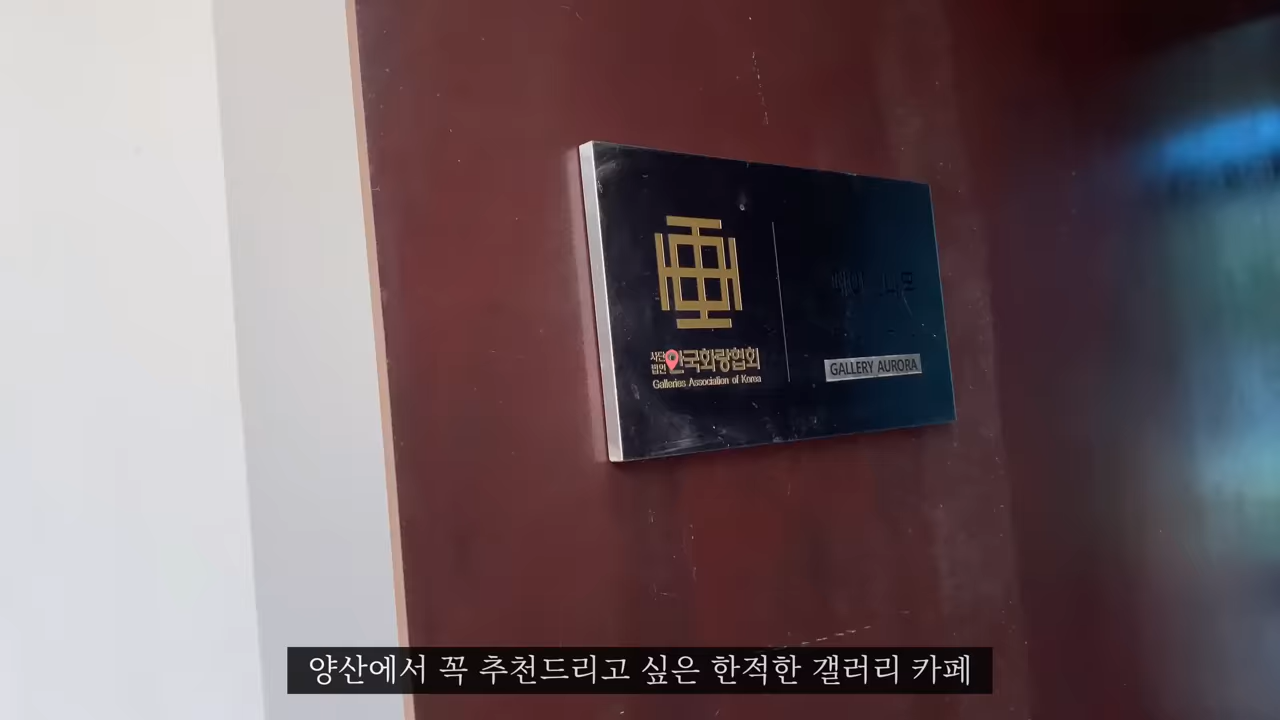 사단
법인
한국화랑협회
Galleries Association of Korea
GALLERY AURORA
양산에서 꼭 추천드리고 싶은 한적한 갤러리 카페